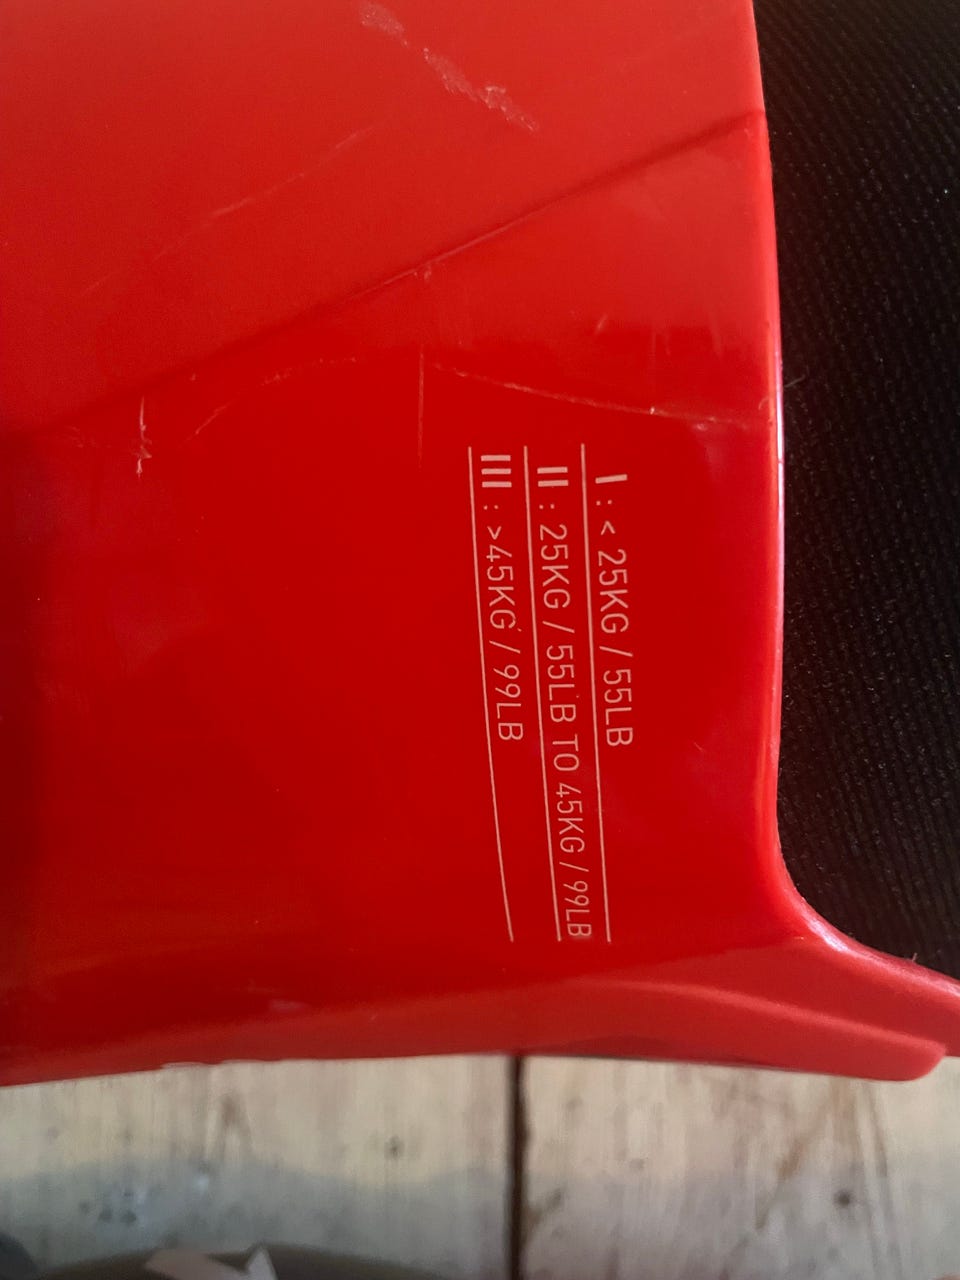 I : < 25KG / 55LB
II : 25KG / 55LB TO 45KG / 99LB
III : >45KG / 99LB